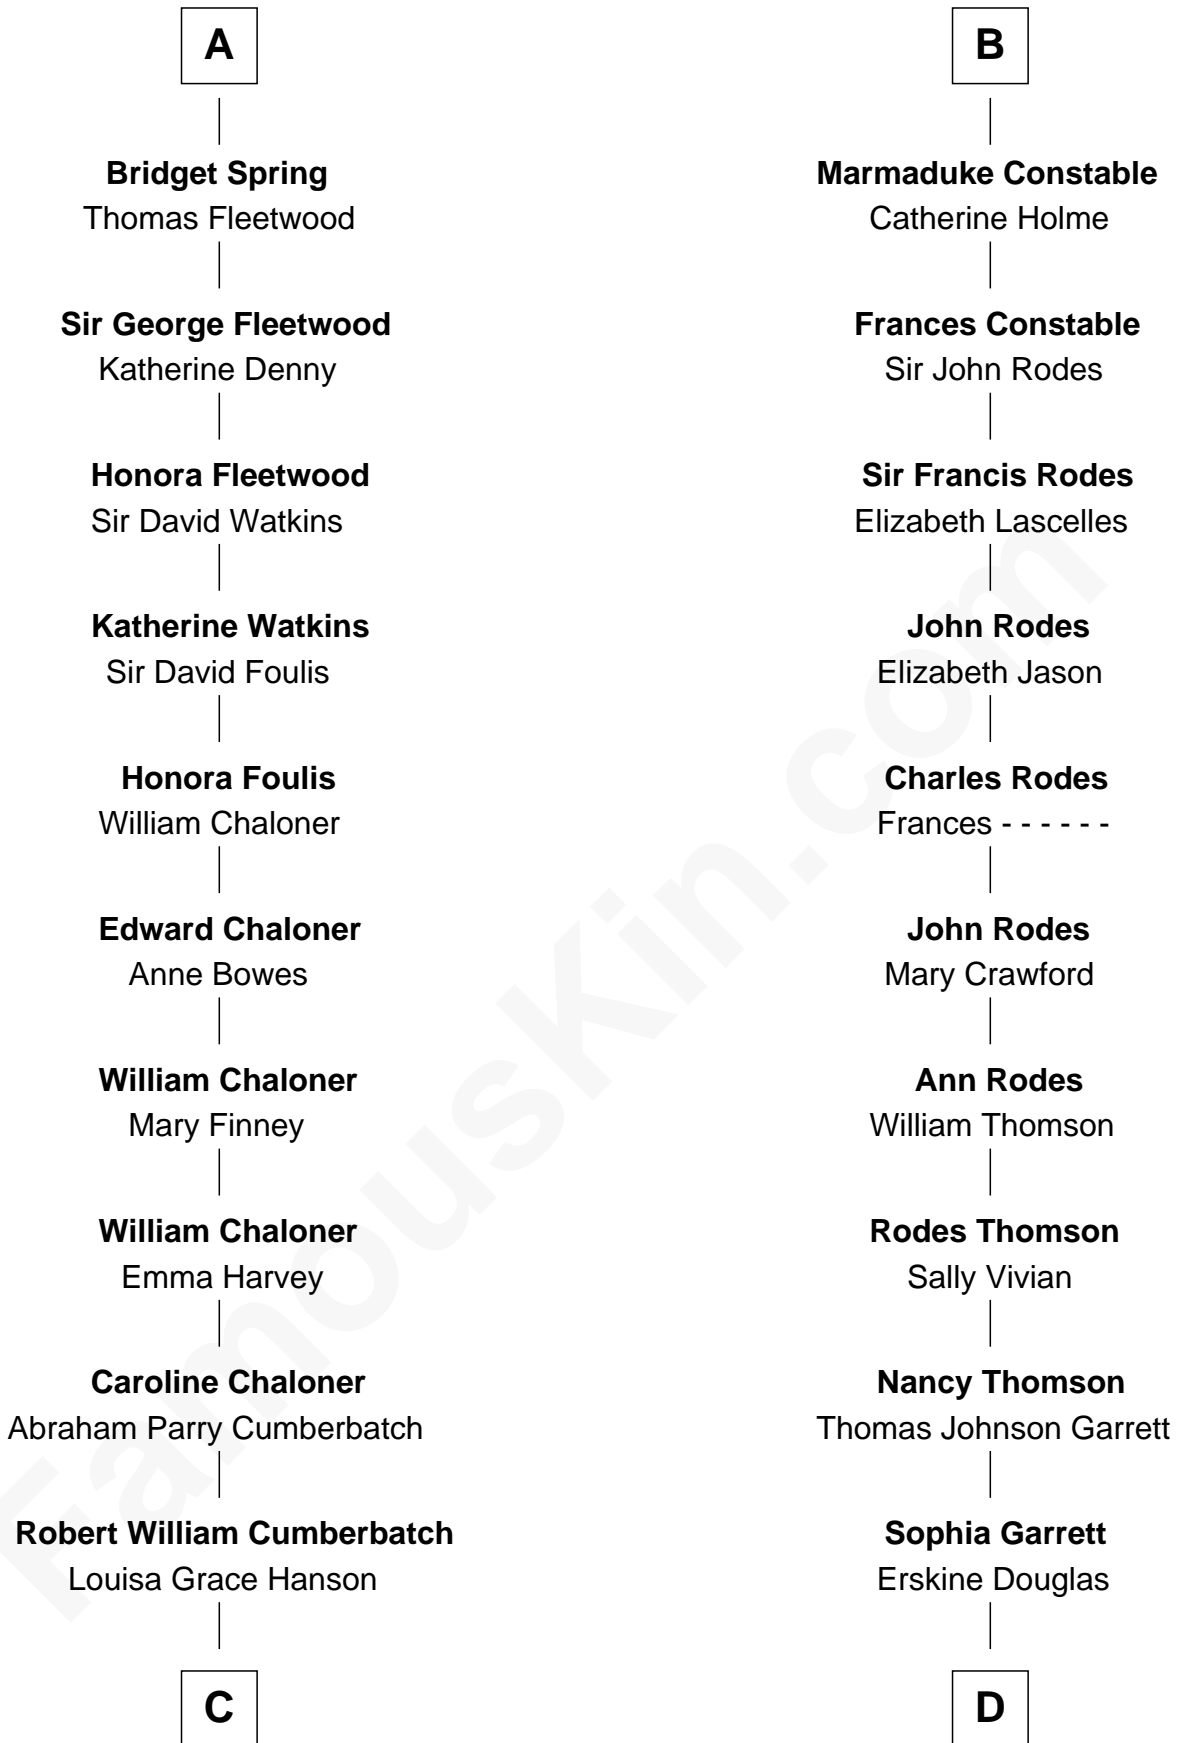 A
Bridget Spring
Thomas Fleetwood
Sir George Fleetwood
Katherine Denny
Honora Fleetwood
Sir David Watkins
Katherine Watkins
Sir David Foulis
Honora Foulis
William Chaloner
Edward Chaloner
Anne Bowes
William Chaloner
Mary Finney
William Chaloner
Emma Harvey
Caroline Chaloner
Abraham Parry Cumberbatch
Robert William Cumberbatch
Louisa Grace Hanson
C
B
Marmaduke Constable
Catherine Holme
Frances Constable
Sir John Rodes
Sir Francis Rodes
Elizabeth Lascelles
John Rodes
Elizabeth Jason
Charles Rodes
Frances - - - - - -
John Rodes
Mary Crawford
Ann Rodes
William Thomson
Rodes Thomson
Sally Vivian
Nancy Thomson
Thomas Johnson Garrett
Sophia Garrett
Erskine Douglas
D
FamousKin.com